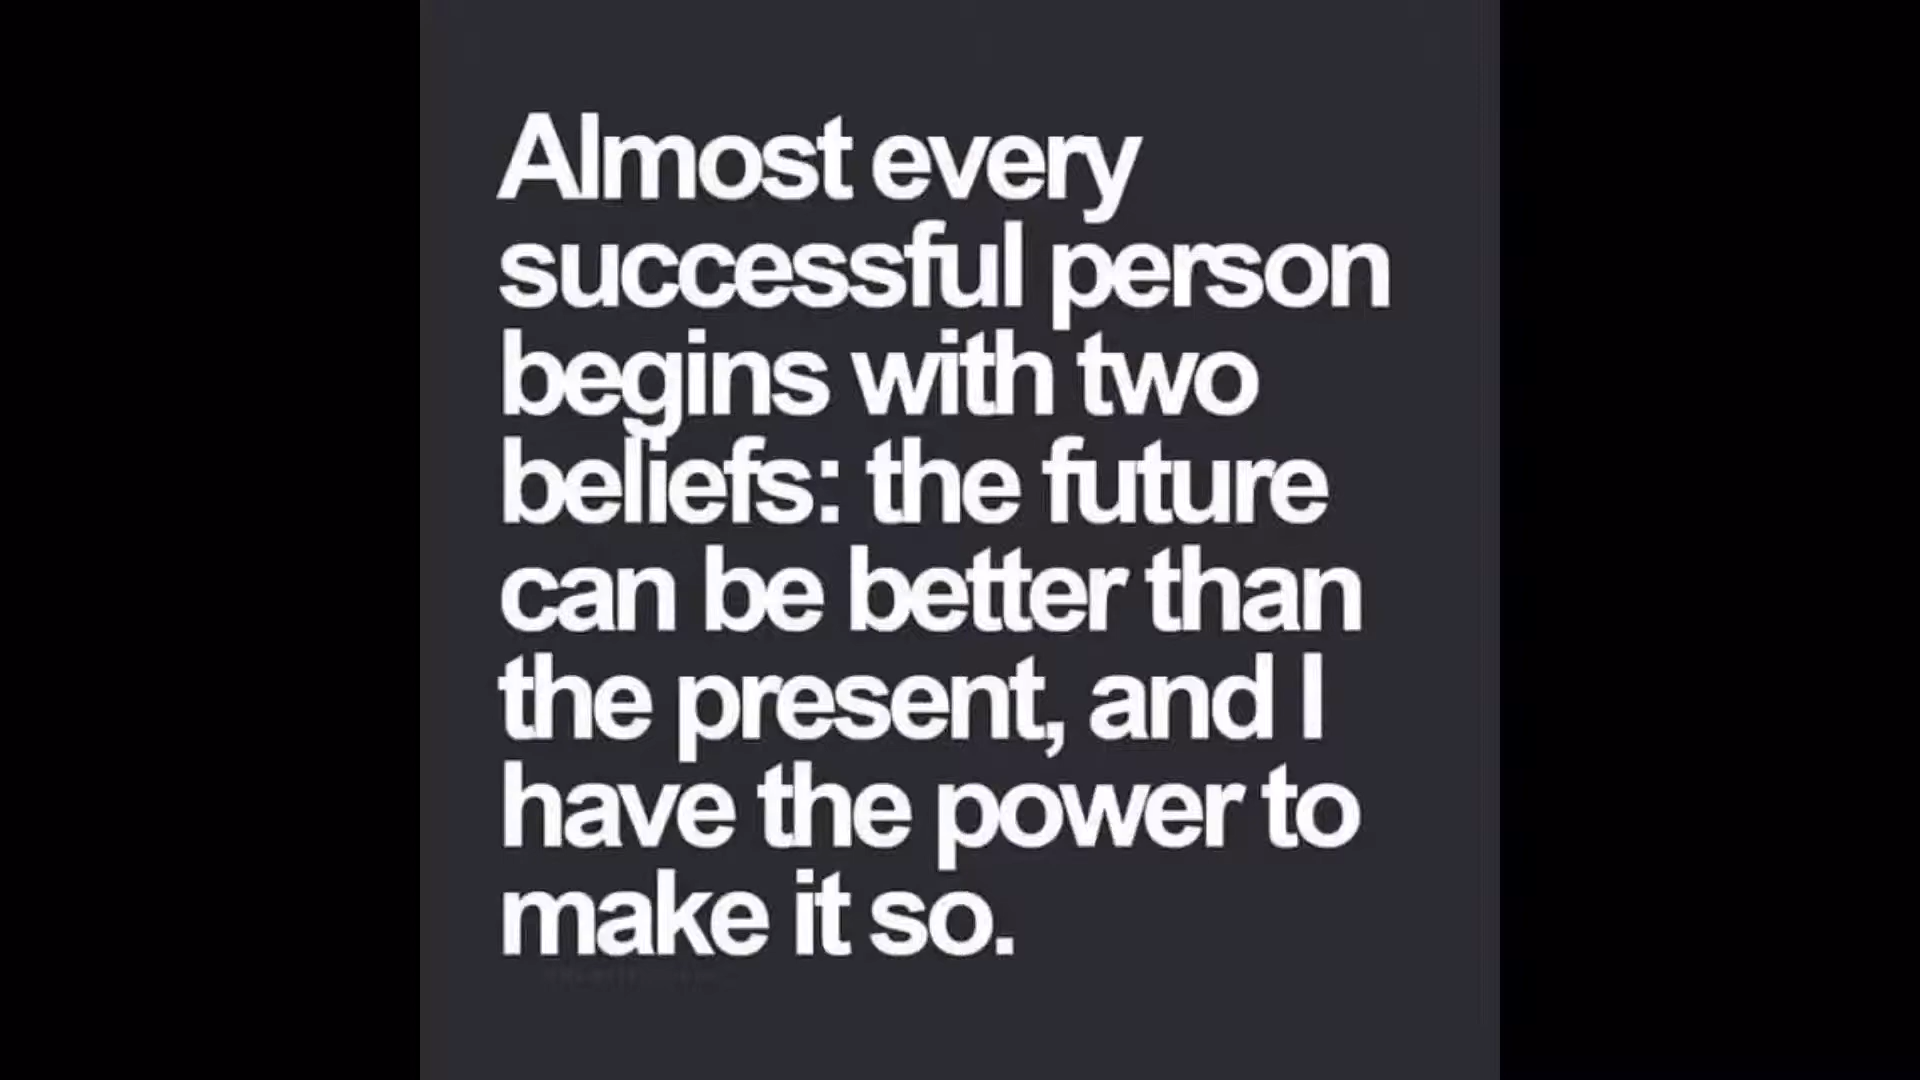 Almost every
successful person
begins with two
beliefs: the future
can be better than
the present, and I
have the power to
make it so.